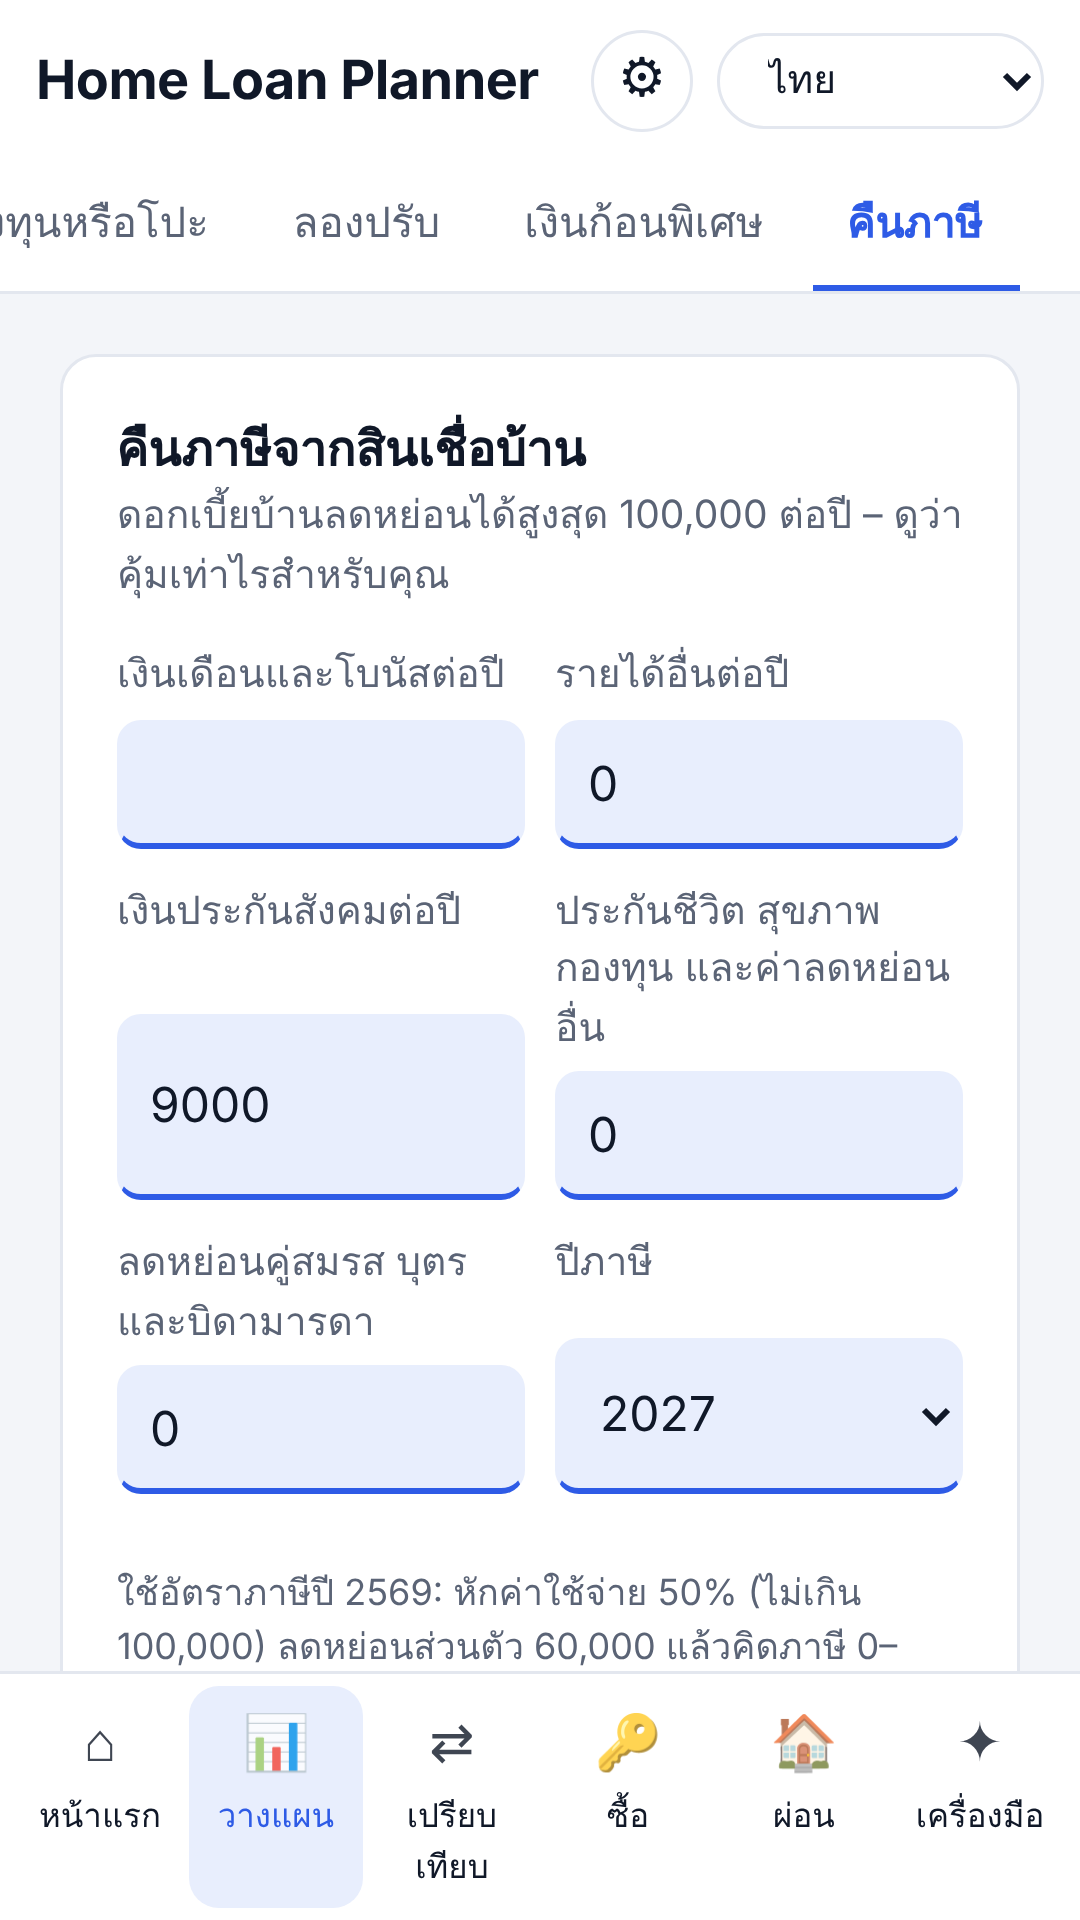 Home Loan Planner
ไทย
ทุนหรือโปะ ลองปรับ เงินก้อนพิเศษ คืนภาษี
คืนภาษีจากสินเชื่อบ้าน
ดอกเบี้ยบ้านลดหย่อนได้สูงสุด 100,000 ต่อปี – ดูว่า
คุ้มเท่าไรสำหรับคุณ
เงินเดือนและโบนัสต่อปี รายได้อื่นต่อปี
0
เงินประกันสังคมต่อปี
ประกันชีวิต สุขภาพ
กองทุน และค่าลดหย่อน
อื่น
9000
0
ลดหย่อนคู่สมรส บุตร
และบิดามารดา
ปีภาษี
0
2027
ใช้อัตราภาษีปี 2569: หักค่าใช้จ่าย 50% (ไม่เกิน
100,000) ลดหย่อนส่วนตัว 60,000 แล้วคิดภาษี 0–
หน้าแรก
วางแผน
เปรียบ
เทียบ
ซื้อ
ผ่อน
เครื่องมือ